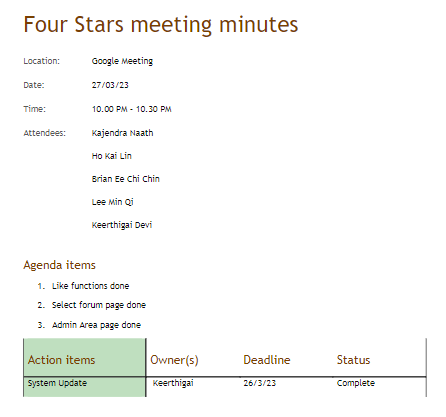 Four Stars meeting minutes
Location: Google Meeting
Date: 27/03/23
Time: 10.00 PM - 10.30 PM
Attendees: Kajendra Naath
Ho Kai Lin
Brian Ee Chi Chin
Lee Min Qi
Keerthigai Devi
Agenda items
1. Like functions done
2. Select forum page done
3. Admin Area page done
Action items Owner(s) Deadline Status
System Update Keerthigai 26/3/23 Complete